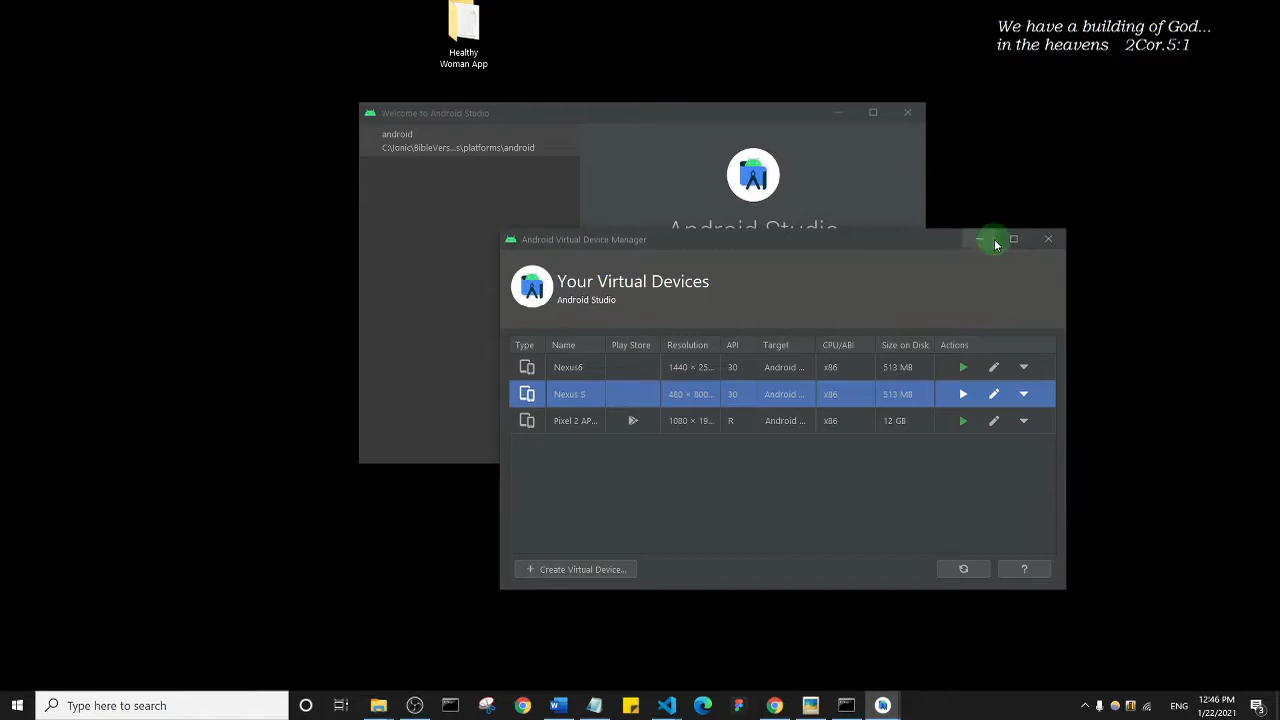 We have a building of God...
in the heavens 2Cor.5:1
Healthy
Woman App
Welcome to Android Studio
android
C:\Ionic\BibleVers...s\platforms\android
Android Studio
Android Virtual Device Manager
Your Virtual Devices
Android Studio
Type Name Play Store Resolution API Target CPU/ABI Size on Disk Actions
Nexus6 1440 × 25... 30 Android ... x86 513 MB
Nexus S 480 × 800... 30 Android ... x86 513 MB
Pixel 2 AP... 1080 × 19... R Android ... x86 12 GB
+ Create Virtual Device...
?
Type here to search
ENG
12:46 PM
1/22/2021
2